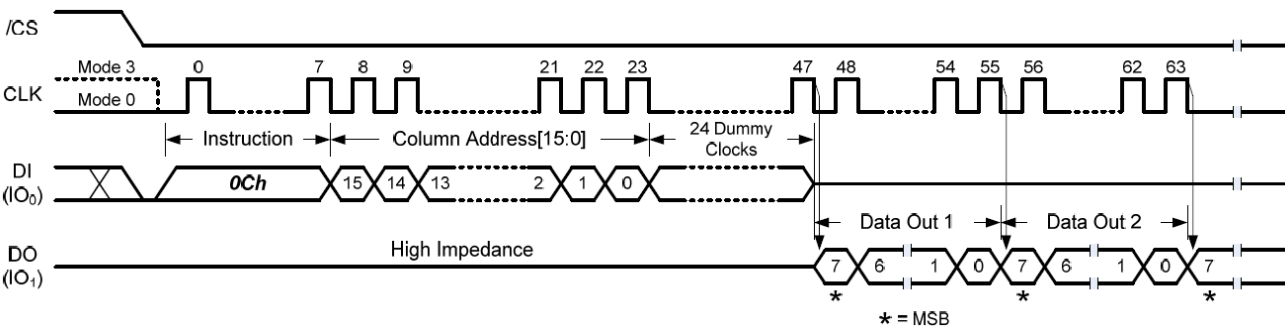 /CS
Mode 3
CLK
Mode 0
0 7 8 9 21 22 23 47 48 54 55 56 62 63
Instruction Column Address[15:0] 24 Dummy Clocks
DI
(IO₀)
0Ch 15 14 13 2 1 0
Data Out 1 Data Out 2
DO
(IO₁)
High Impedance
7 6 1 0 7 6 1 0 7
* * *
* = MSB